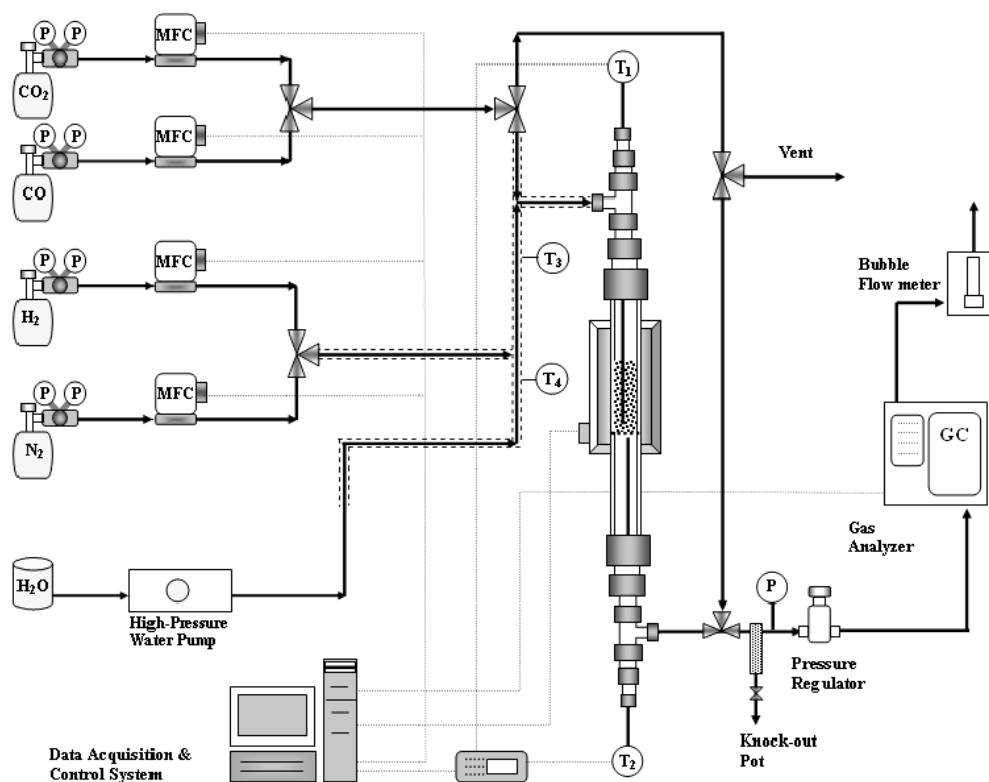 P P
MFC
CO2
T1
P P
MFC
CO
Vent
P P
MFC
H2
T3
Bubble
Flow meter
P P
MFC
N2
T4
GC
Gas
Analyzer
H2O
High-Pressure
Water Pump
P
Pressure
Regulator
Knock-out
Pot
T2
Data Acquisition &
Control System